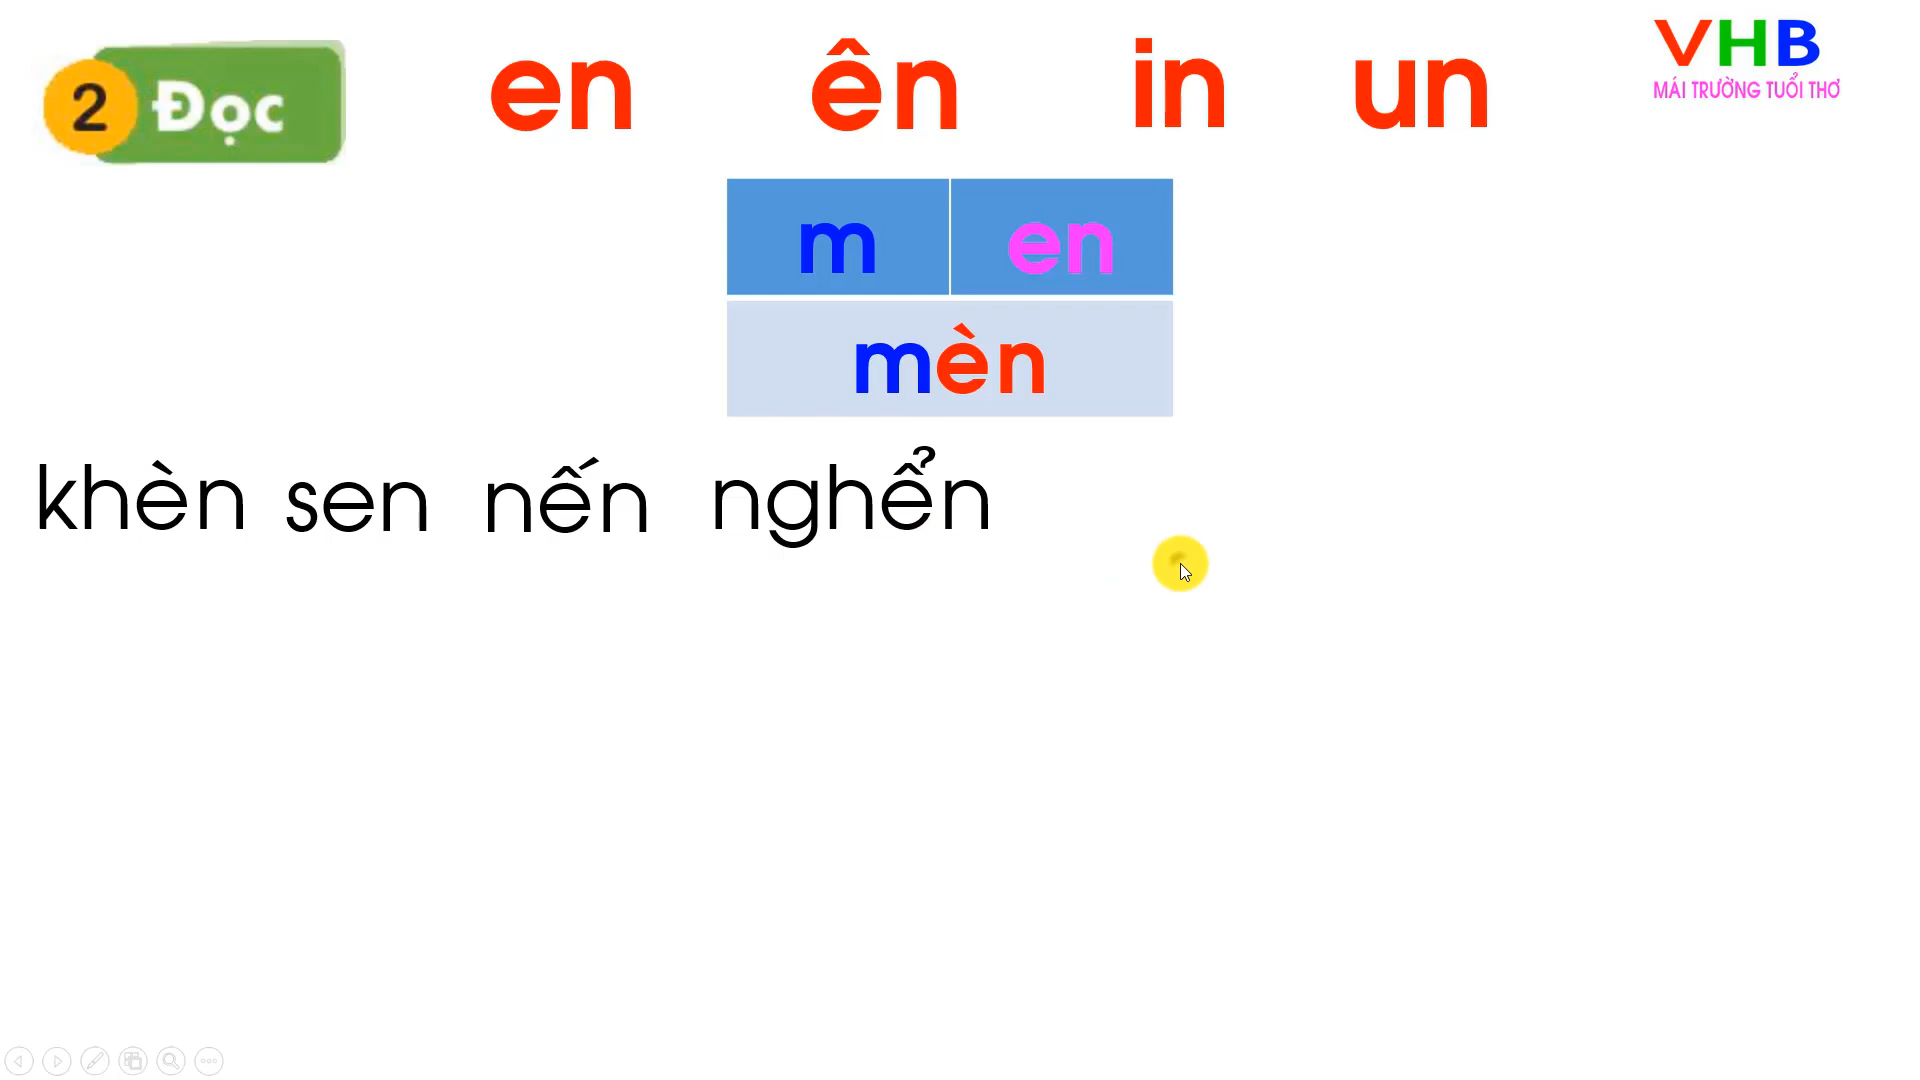 2 Đọc
en ên in un
VHB
MÁI TRƯỜNG TUỔI THƠ
m en
mèn
khèn sen nến nghển